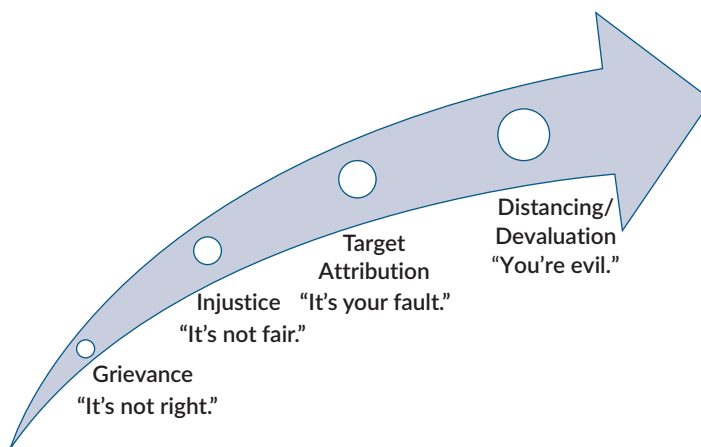 Grievance
“It’s not right.”
Injustice
“It’s not fair.”
Target
Attribution
“It’s your fault.”
Distancing/
Devaluation
“You’re evil.”